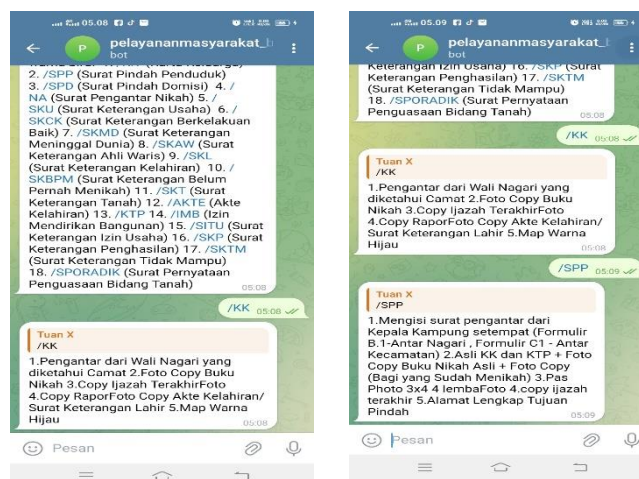 05.08
pelayananmasyarakat_b
bot
2. /SPP (Surat Pindah Penduduk)
3. /SPD (Surat Pindah Domisi) 4. /
NA (Surat Pengantar Nikah) 5. /
SKU (Surat Keterangan Usaha) 6. /
SKCK (Surat Keterangan Berkelakuan
Baik) 7. /SKMD (Surat Keterangan
Meninggal Dunia) 8. /SKAW (Surat
Keterangan Ahli Waris) 9. /SKL
(Surat Keterangan Kelahiran) 10. /
SKBPM (Surat Keterangan Belum
Pernah Menikah) 11. /SKT (Surat
Keterangan Tanah) 12. /AKTE (Akte
Kelahiran) 13. /KTP 14. /IMB (Izin
Mendirikan Bangunan) 15. /SITU (Surat
Keterangan Izin Usaha) 16. /SKP (Surat
Keterangan Penghasilan) 17. /SKTM
(Surat Keterangan Tidak Mampu)
18. /SPORADIK (Surat Pernyataan
Penguasaan Bidang Tanah)
05:08
/KK 05:08
Tuan X
/KK
1.Pengantar dari Wali Nagari yang
diketahui Camat 2.Foto Copy Buku
Nikah 3.Copy Ijazah TerakhirFoto
4.Copy RaporFoto Copy Akte Kelahiran/
Surat Keterangan Lahir 5.Map Warna
Hijau
05:08
Pesan
05.09
P
pelayananmasyarakat_b
bot
Keterangan Izin Usaha) 16. /SKP (Surat
Keterangan Penghasilan) 17. /SKTM
(Surat Keterangan Tidak Mampu)
18. /SPORADIK (Surat Pernyataan
Penguasaan Bidang Tanah)
05:08
/KK 05:08
Tuan X
/KK
1.Pengantar dari Wali Nagari yang
diketahui Camat 2.Foto Copy Buku
Nikah 3.Copy Ijazah TerakhirFoto
4.Copy RaporFoto Copy Akte Kelahiran/
Surat Keterangan Lahir 5.Map Warna
Hijau
05:08
/SPP 05:09
Tuan X
/SPP
1.Mengisi surat pengantar dari
Kepala Kampung setempat (Formulir
B.1-Antar Nagari , Formulir C1 - Antar
Kecamatan) 2.Asli KK dan KTP + Foto
Copy Buku Nikah Asli + Foto Copy
(Bagi yang Sudah Menikah) 3.Pas
Photo 3x4 4 lembaFoto 4.copy ijazah
terakhir 5.Alamat Lengkap Tujuan
Pindah
05:09
Pesan